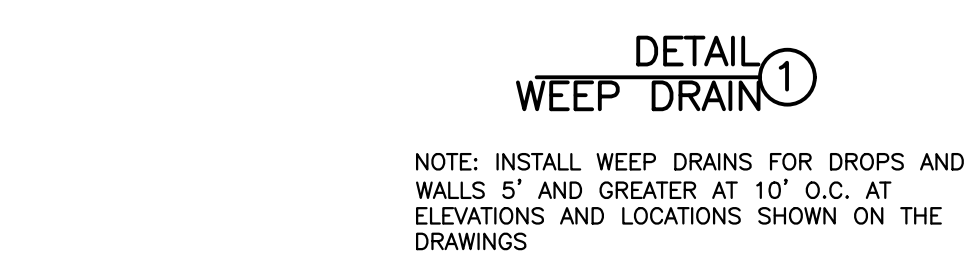 DETAIL
WEEP DRAIN 1
NOTE: INSTALL WEEP DRAINS FOR DROPS AND
WALLS 5' AND GREATER AT 10' O.C. AT
ELEVATIONS AND LOCATIONS SHOWN ON THE
DRAWINGS